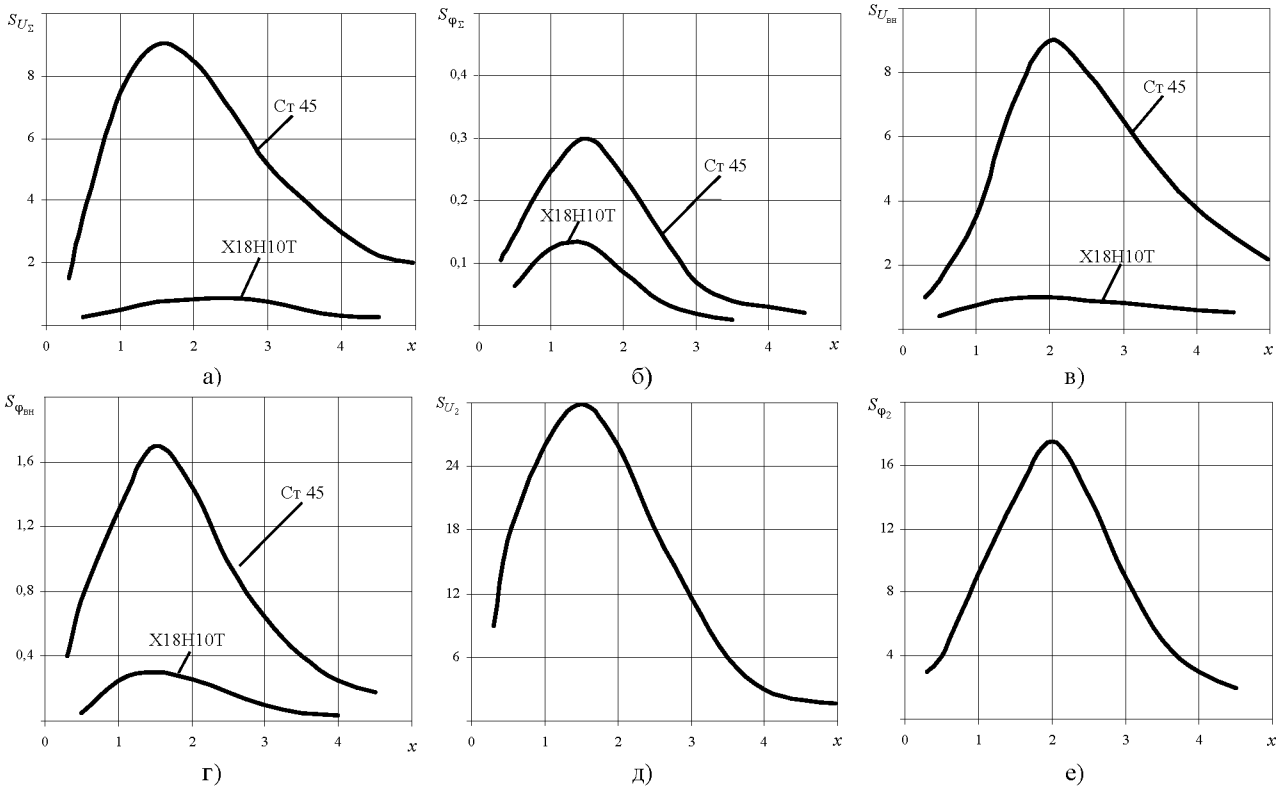 S_{U_Σ}
8
6
4
2
0 1 2 3 4 x
Ст 45
Х18Н10Т
а)
S_{φ_Σ}
0,4
0,3
0,2
0,1
0 1 2 3 4 x
Ст 45
Х18Н10Т
б)
S_{U_{вн}}
8
6
4
2
0 1 2 3 4 x
Ст 45
Х18Н10Т
в)
S_{φ_{вн}}
1,6
1,2
0,8
0,4
0 1 2 3 4 x
Ст 45
Х18Н10Т
г)
S_{U_2}
24
18
12
6
0 1 2 3 4 x
д)
S_{φ_2}
16
12
8
4
0 1 2 3 4 x
е)